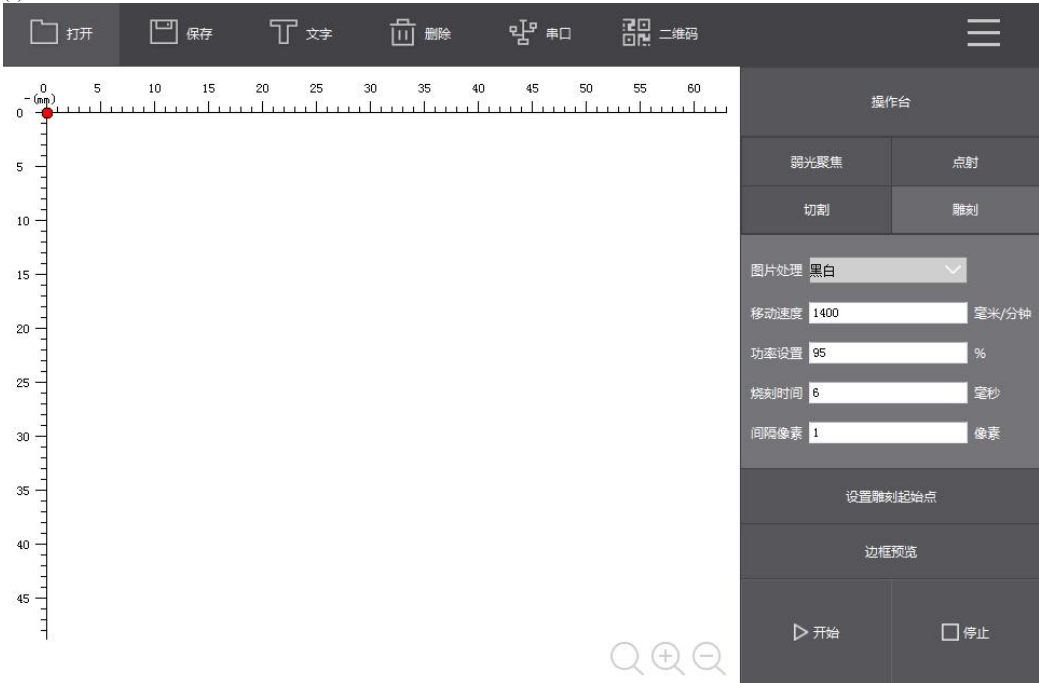 打开 保存 文字 删除 串口 二维码
0 5 10 15 20 25 30 35 40 45 50 55 60
(mm)
0
5
10
15
20
25
30
35
40
45
操作台
弱光聚焦 点射
切割 雕刻
图片处理 黑白
移动速度 1400 毫米/分钟
功率设置 95 %
烧刻时间 6 毫秒
间隔像素 1 像素
设置雕刻起始点
边框预览
开始 停止